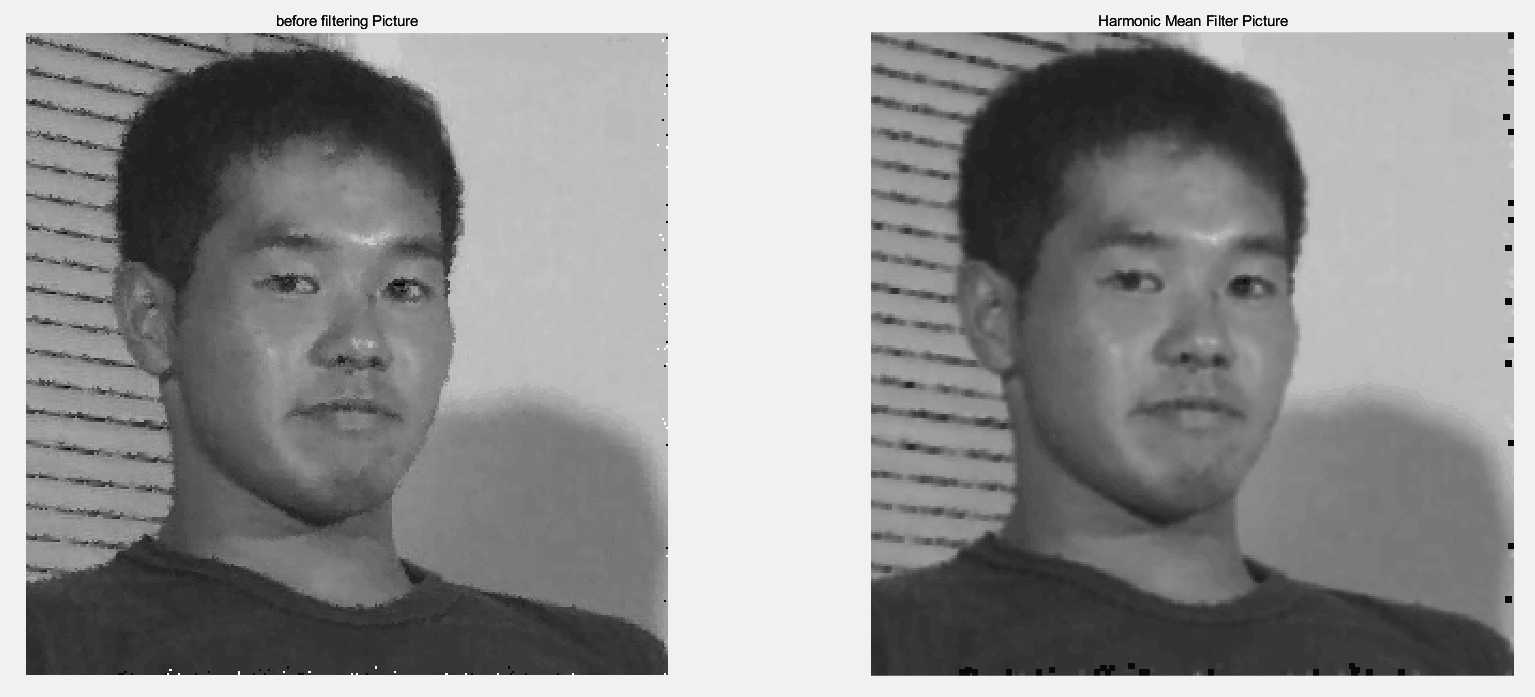 before filtering Picture
Harmonic Mean Filter Picture